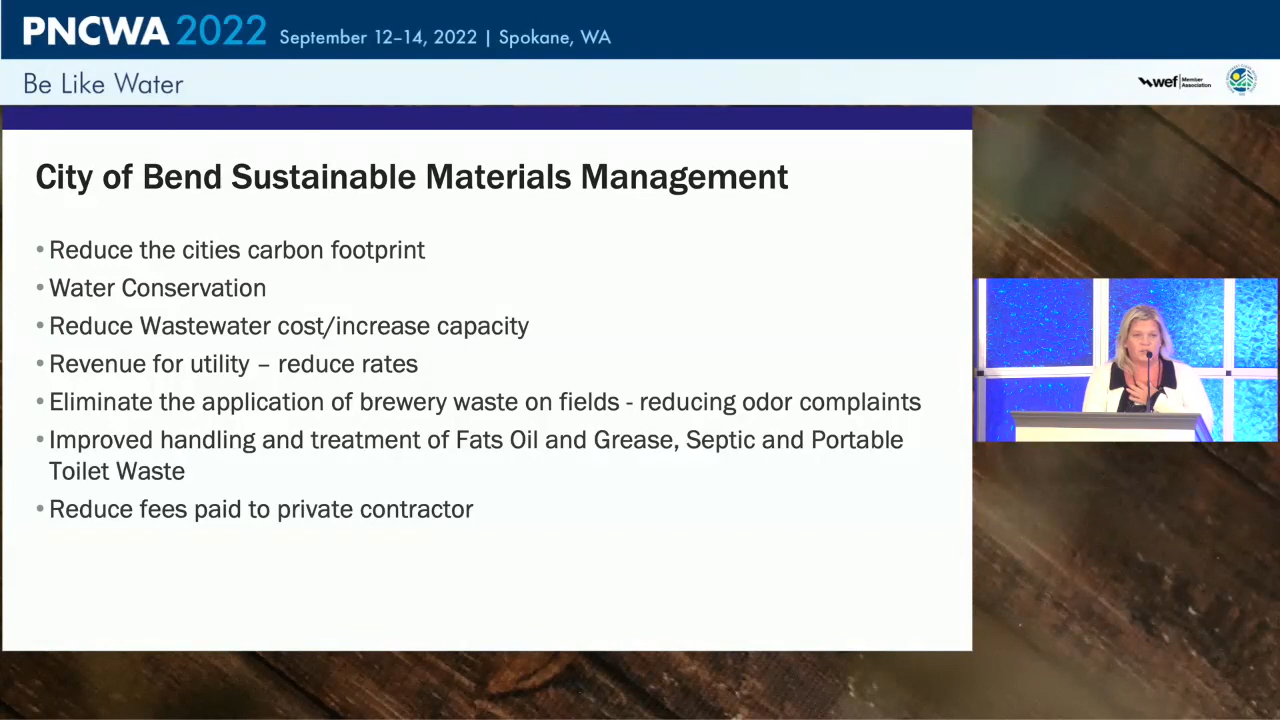 PNCWA 2022 September 12–14, 2022 | Spokane, WA
Be Like Water
wef Member
Association
City of Bend Sustainable Materials Management
• Reduce the cities carbon footprint
• Water Conservation
• Reduce Wastewater cost/increase capacity
• Revenue for utility – reduce rates
• Eliminate the application of brewery waste on fields - reducing odor complaints
• Improved handling and treatment of Fats Oil and Grease, Septic and Portable
Toilet Waste
• Reduce fees paid to private contractor